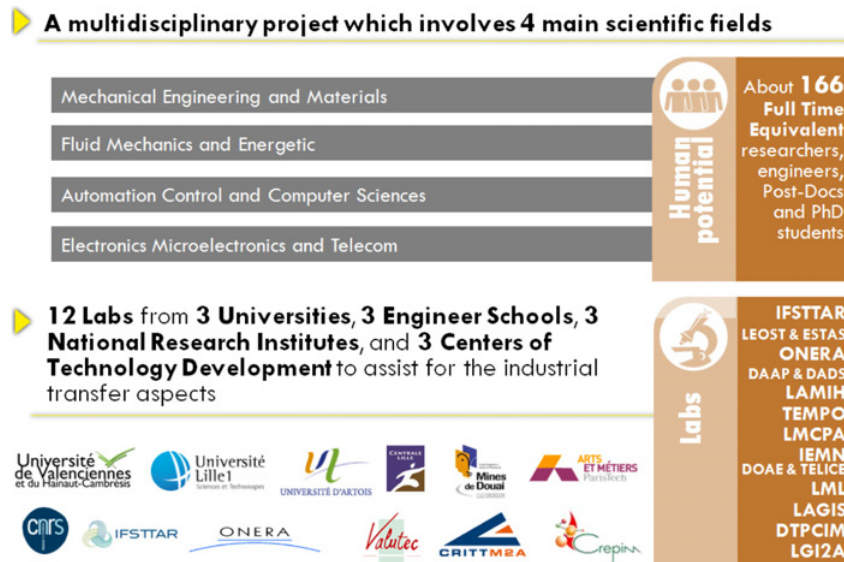 A multidisciplinary project which involves 4 main scientific fields
Mechanical Engineering and Materials
Fluid Mechanics and Energetic
Automation Control and Computer Sciences
Electronics Microelectronics and Telecom
Human
potential
About 166
Full Time
Equivalent
researchers,
engineers,
Post-Docs
and PhD
students
12 Labs from 3 Universities, 3 Engineer Schools, 3
National Research Institutes, and 3 Centers of
Technology Development to assist for the industrial
transfer aspects
Labs
IFSTTAR
LEOST & ESTAS
ONERA
DAAP & DADS
LAMIH
TEMPO
LMCPA
IEMN
DOAE & TELICE
LML
LAGIS
DTPCIM
LGI2A
Université
de Valenciennes
et du Hainaut-Cambrésis
Université
Lille1
Sciences et Technologies
UNIVERSITÉ D'ARTOIS
CENTRALE
LILLE
Mines
de Douai
ARTS
ET MÉTIERS
ParisTech
cnrs
IFSTTAR
ONERA
Valutec
CRITTM2A
Crepim